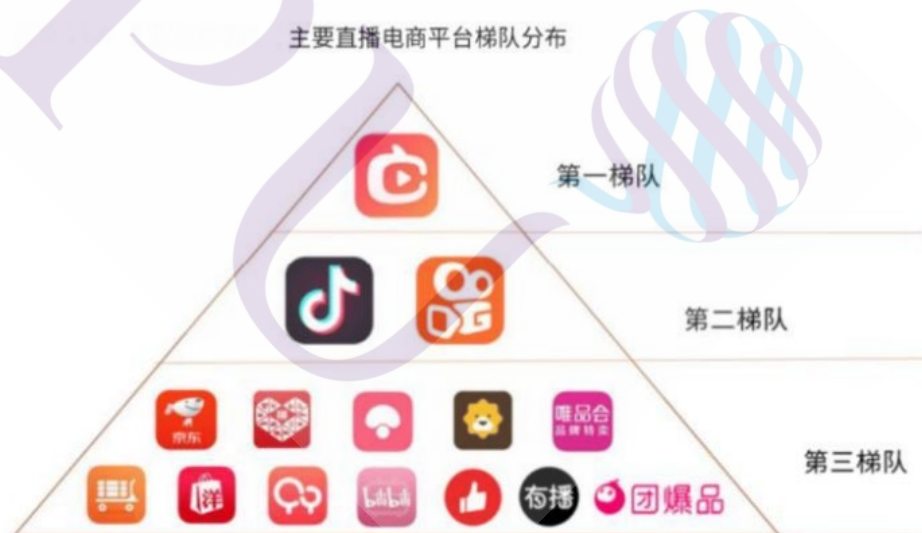 主要直播电商平台梯队分布
第一梯队
第二梯队
京东
唯品会
品牌特卖
第三梯队
洋
bilibili
有播
团爆品